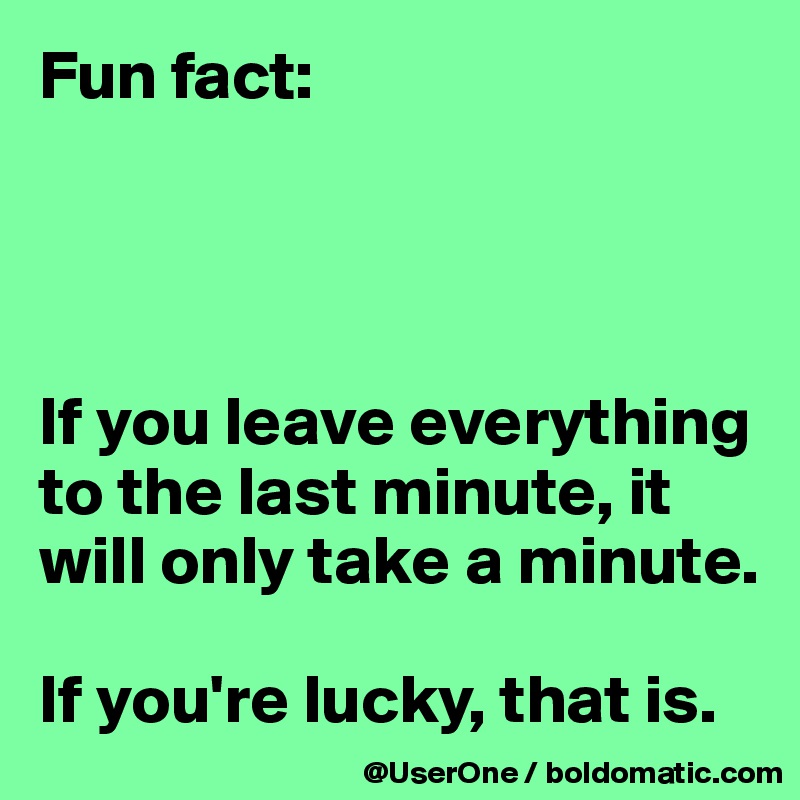 Fun fact:
If you leave everything
to the last minute, it
will only take a minute.
If you're lucky, that is.
@UserOne / boldomatic.com